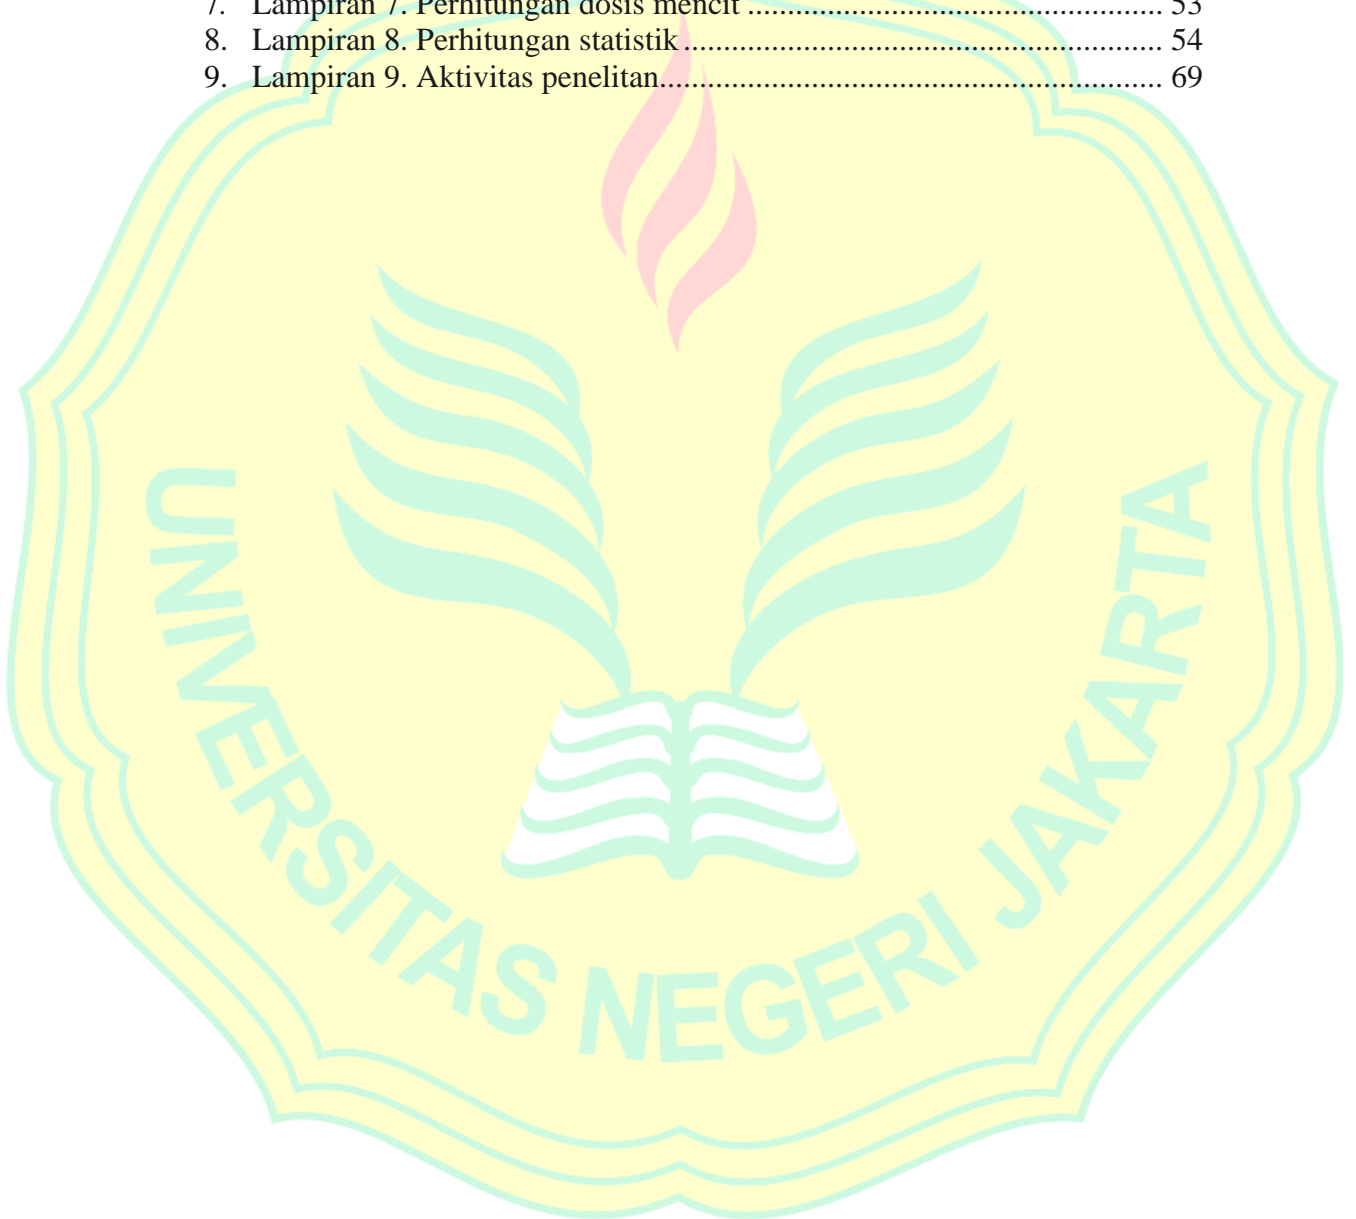 7. Lampiran 7. Perhitungan dosis mencit .................................................... 53
8. Lampiran 8. Perhitungan statistik ............................................................ 54
9. Lampiran 9. Aktivitas penelitan............................................................... 69
UNIVERSITAS NEGERI JAKARTA